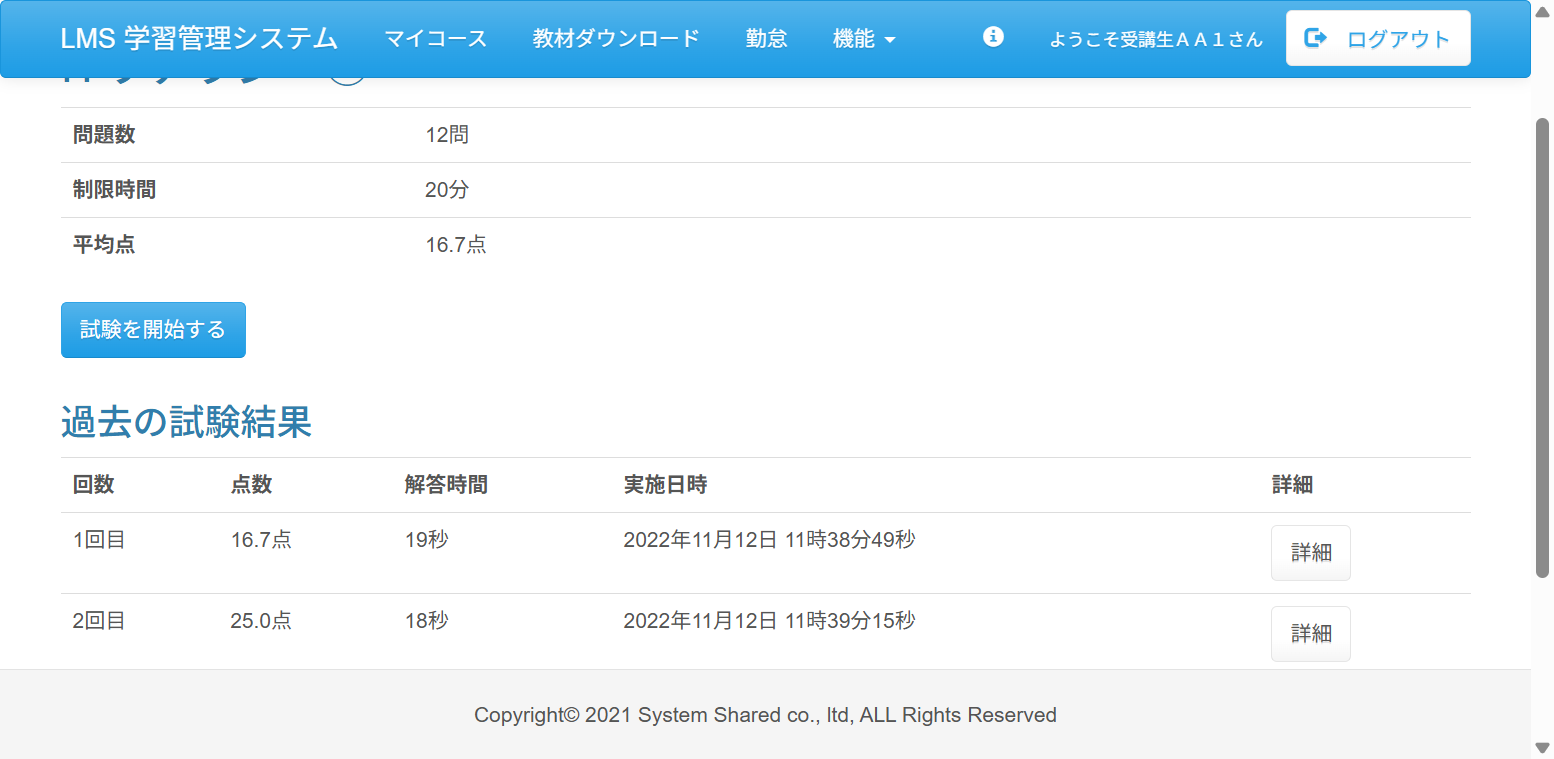 LMS 学習管理システム マイコース 教材ダウンロード 勤怠 機能 ようこそ受講生ＡＡ１さん ログアウト
問題数 12問
制限時間 20分
平均点 16.7点
試験を開始する
過去の試験結果
回数 点数 解答時間 実施日時 詳細
1回目 16.7点 19秒 2022年11月12日 11時38分49秒 詳細
2回目 25.0点 18秒 2022年11月12日 11時39分15秒 詳細
Copyright© 2021 System Shared co., ltd, ALL Rights Reserved